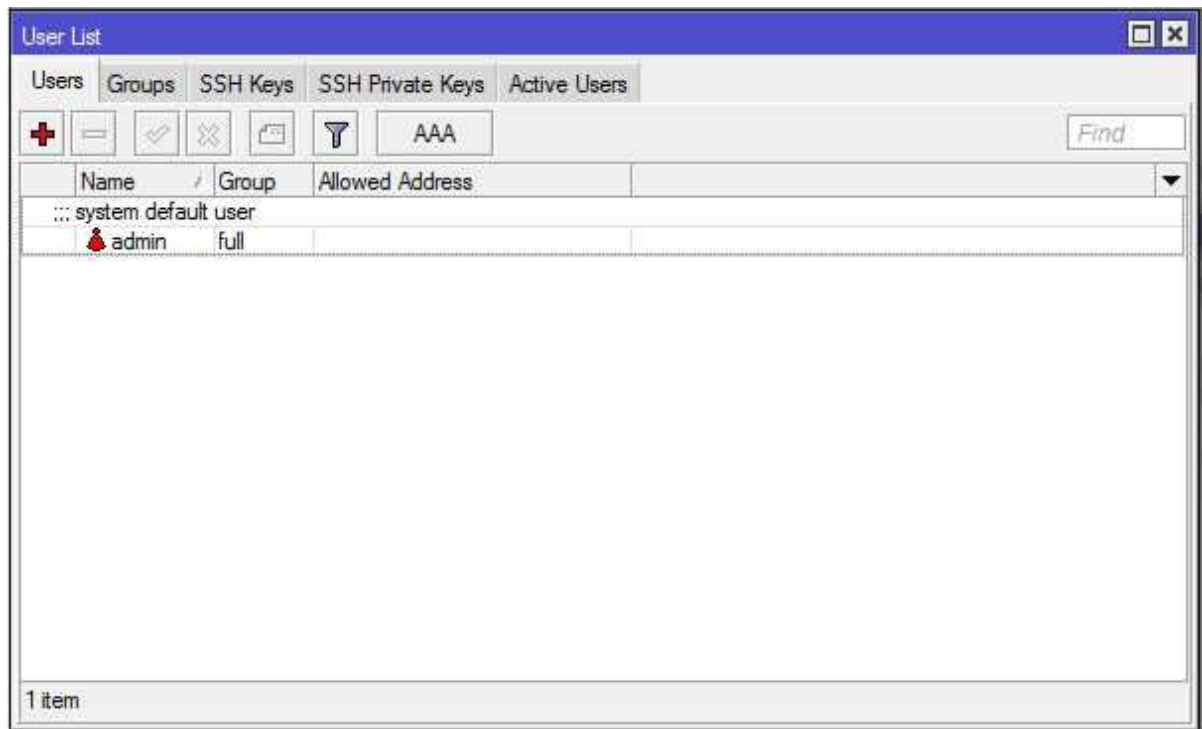 User List
Users Groups SSH Keys SSH Private Keys Active Users
AAA Find
Name Group Allowed Address
;;; system default user
admin full
1 item